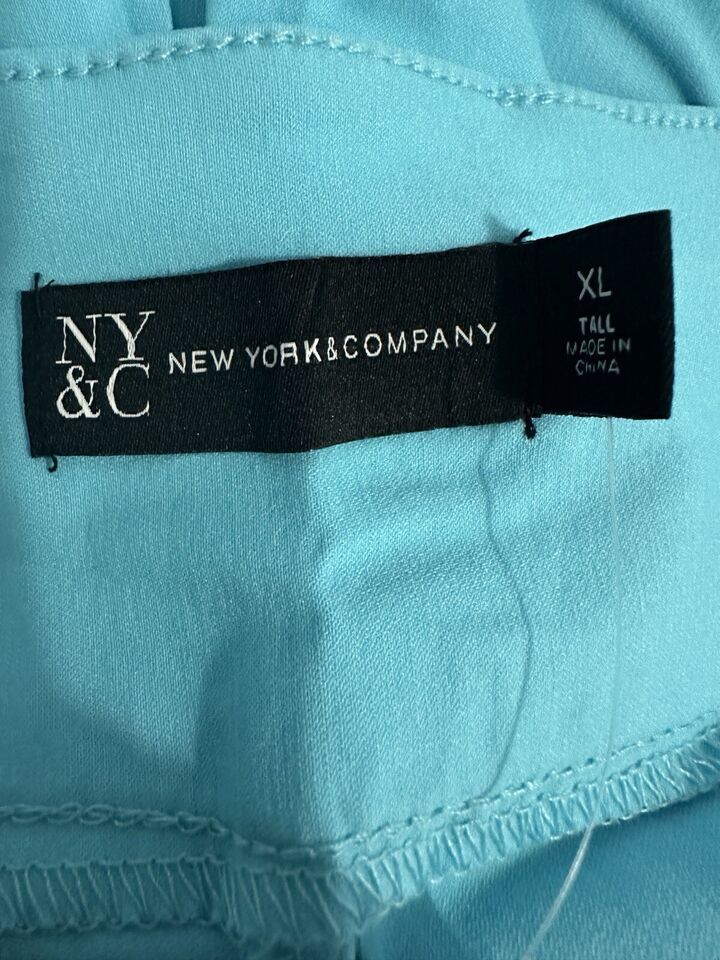 NY
&C
NEW YORK&COMPANY
XL
TALL
MADE IN
CHINA